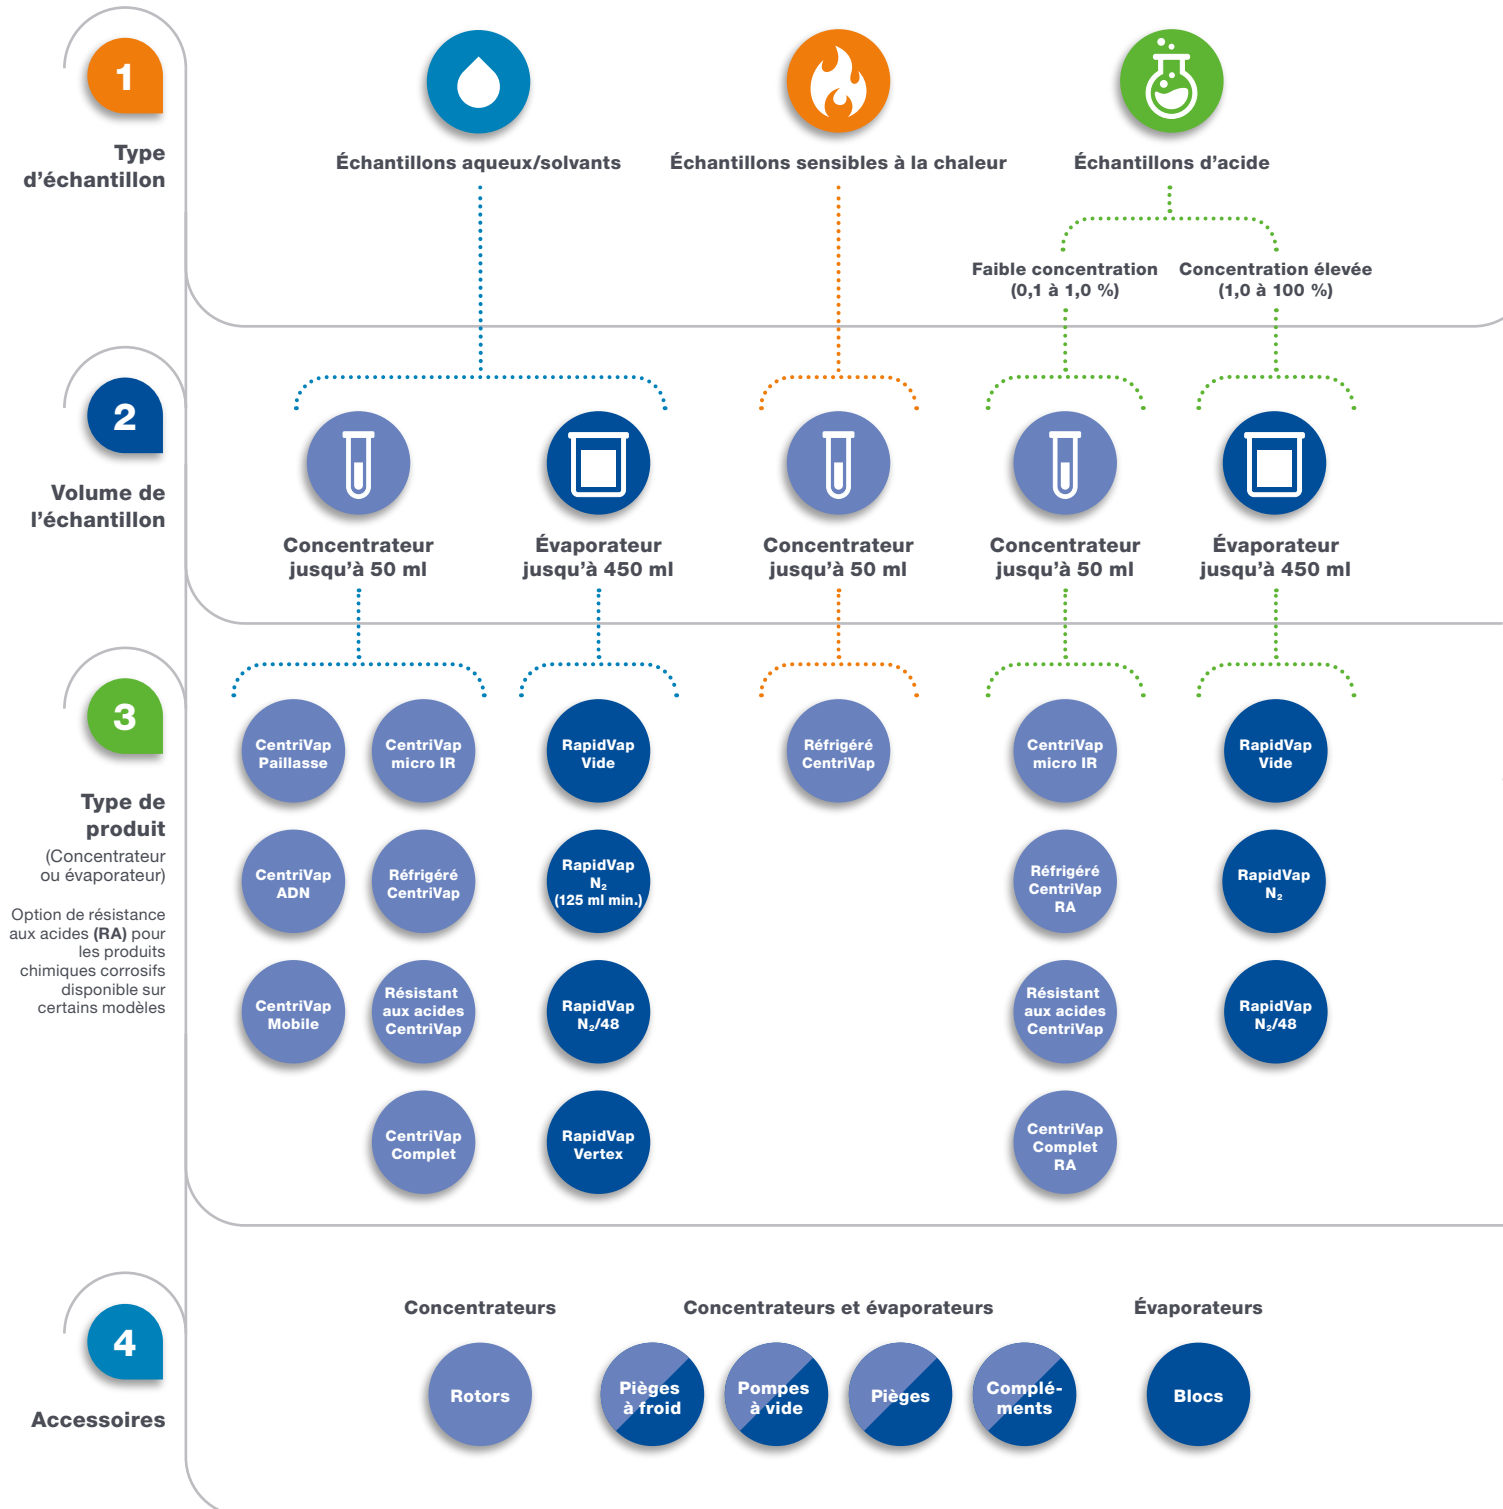 1
Type
d’échantillon
Échantillons aqueux/solvants
Échantillons sensibles à la chaleur
Échantillons d’acide
Faible concentration
(0,1 à 1,0 %)
Concentration élevée
(1,0 à 100 %)
2
Volume de
l’échantillon
Concentrateur
jusqu’à 50 ml
Évaporateur
jusqu’à 450 ml
Concentrateur
jusqu’à 50 ml
Concentrateur
jusqu’à 50 ml
Évaporateur
jusqu’à 450 ml
3
Type de
produit
(Concentrateur
ou évaporateur)
Option de résistance
aux acides (RA) pour
les produits
chimiques corrosifs
disponible sur
certains modèles
CentriVap
Paillasse
CentriVap
micro IR
RapidVap
Vide
Réfrigéré
CentriVap
CentriVap
micro IR
RapidVap
Vide
CentriVap
ADN
Réfrigéré
CentriVap
RapidVap
N₂
(125 ml min.)
Réfrigéré
CentriVap
RA
RapidVap
N₂
CentriVap
Mobile
Résistant
aux acides
CentriVap
RapidVap
N₂/48
Résistant
aux acides
CentriVap
RapidVap
N₂/48
CentriVap
Complet
RapidVap
Vertex
CentriVap
Complet
RA
4
Accessoires
Concentrateurs
Concentrateurs et évaporateurs
Évaporateurs
Rotors
Pièges
à froid
Pompes
à vide
Pièges
Complé-
ments
Blocs